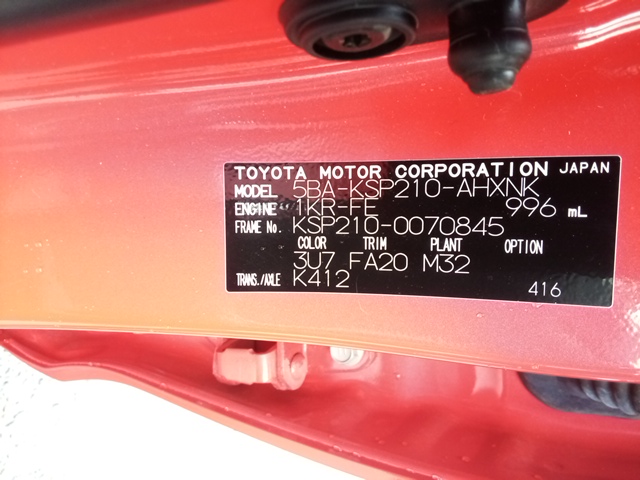 TOYOTA MOTOR CORPORATION JAPAN
MODEL 5BA-KSP210-AHXNK
ENGINE 1KR-FE 996 mL
FRAME No. KSP210-0070845
COLOR TRIM PLANT OPTION
3U7 FA20 M32
TRANS./AXLE K412 416